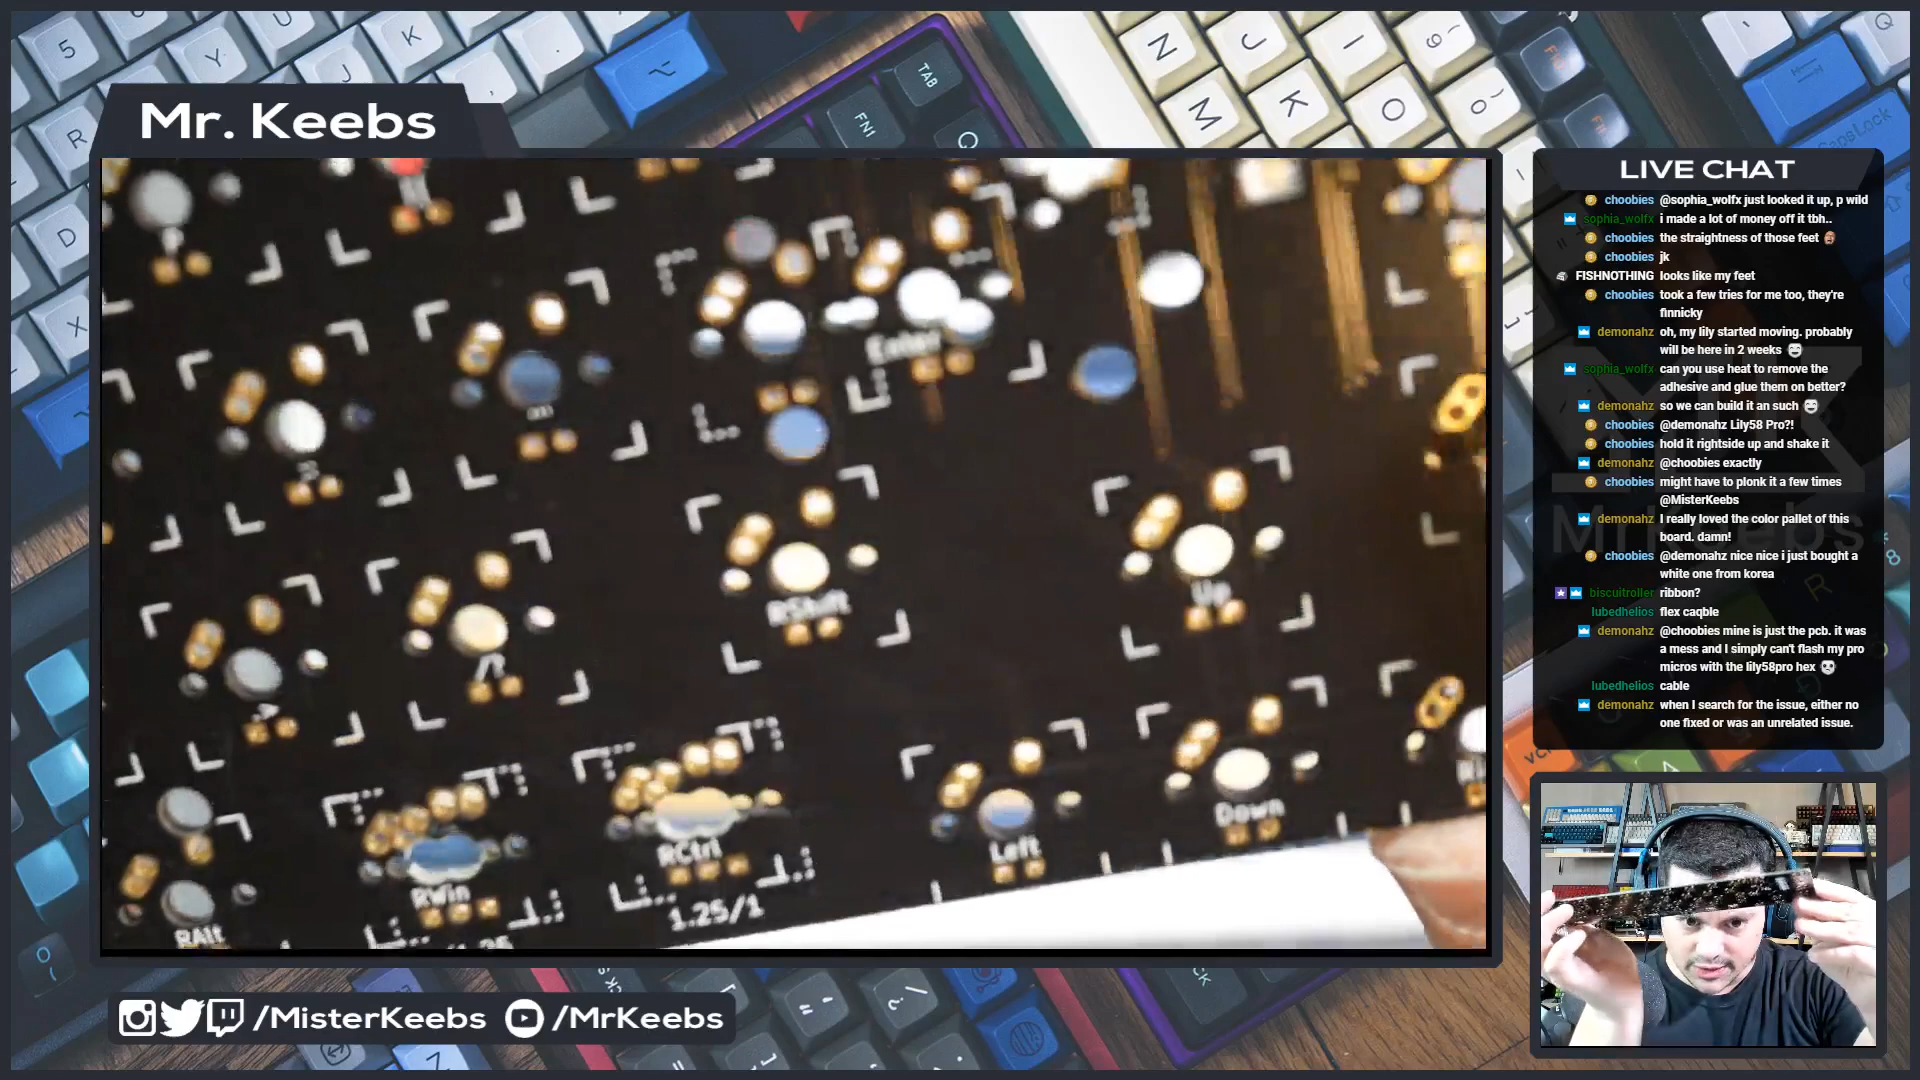 Mr. Keebs
LIVE CHAT
choobies @sophia_wolfx just looked it up, p wild
sophia_wolfx i made a lot of money off it tbh..
choobies the straightness of those feet
choobies jk
FISHNOTHING looks like my feet
choobies took a few tries for me too, they're
finnicky
demonahz oh, my lily started moving. probably
will be here in 2 weeks
sophia_wolfx can you use heat to remove the
adhesive and glue them on better?
demonahz so we can build it an such
choobies @demonahz Lily58 Pro?!
choobies hold it rightside up and shake it
demonahz @choobies exactly
choobies might have to plonk it a few times
@MisterKeebs
demonahz I really loved the color pallet of this
board. damn!
choobies @demonahz nice nice i just bought a
white one from korea
biscuitroller ribbon?
lubedhelios flex caqble
demonahz @choobies mine is just the pcb. it was
a mess and I simply can't flash my pro
micros with the lily58pro hex
lubedhelios cable
demonahz when I search for the issue, either no
one fixed or was an unrelated issue.
Enter
RShift
Up
Left
Down
RCtrl
RWin
RAlt
1.25/1
/MisterKeebs
/MrKeebs
TAB
FN1
CapsLock
N
J
I
M
K
O
5
Y
U
K
J
R
D
X
Z